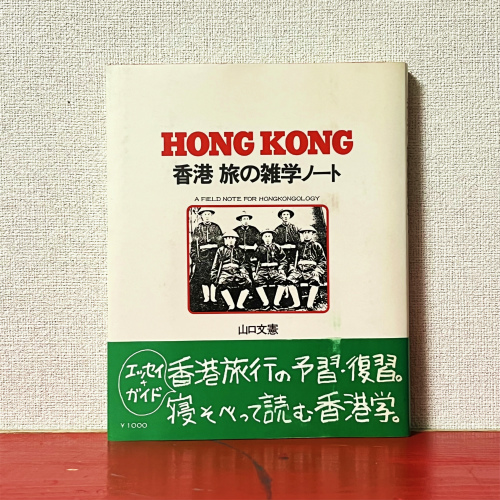 HONG KONG
香港 旅の雑学ノート
A FIELD NOTE FOR HONGKONGOLOGY
山口文憲
エッセイ
+
ガイド
香港旅行の予習・復習。
寝そべって読む香港学。
¥1000